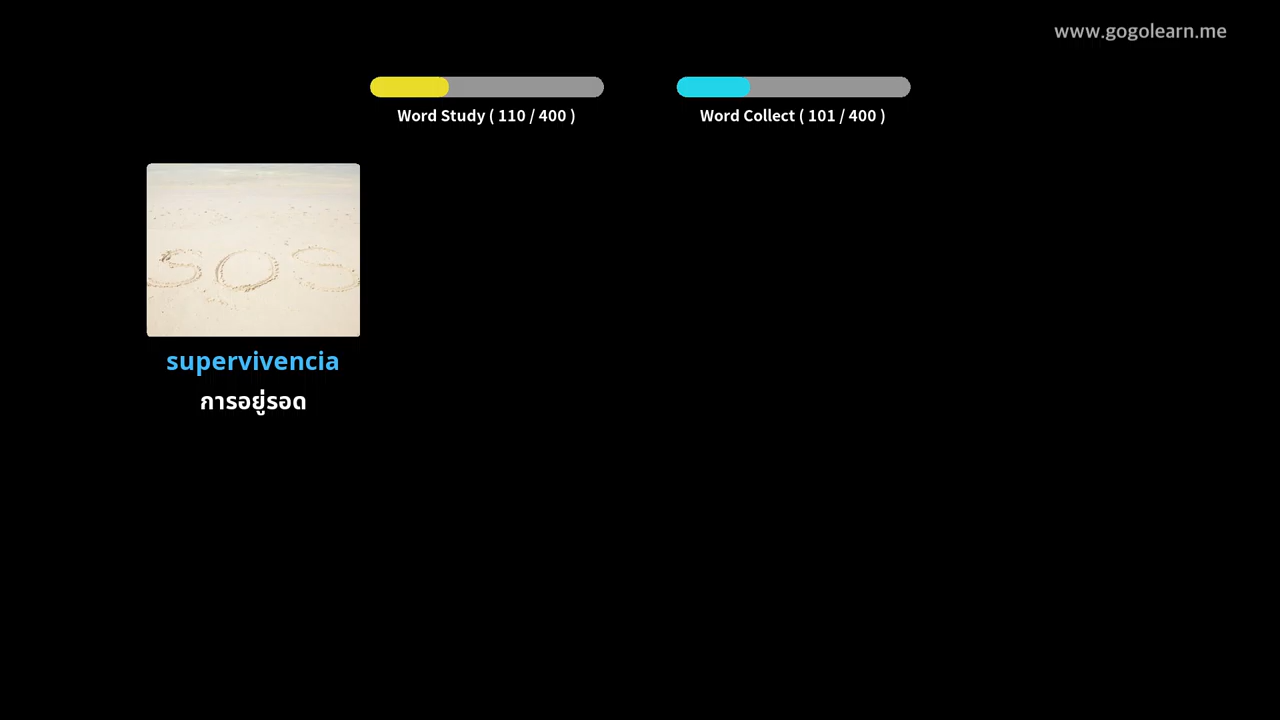 www.gogolearn.me
Word Study ( 110 / 400 )
Word Collect ( 101 / 400 )
SOS
supervivencia
การอยู่รอด